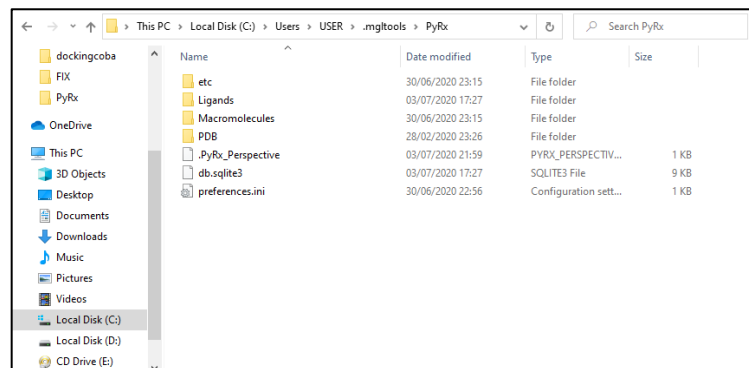 This PC > Local Disk (C:) > Users > USER > .mgltools > PyRx
Search PyRx
dockingcoba
FIX
PyRx
OneDrive
This PC
3D Objects
Desktop
Documents
Downloads
Music
Pictures
Videos
Local Disk (C:)
Local Disk (D:)
CD Drive (E:)
Name Date modified Type Size
etc 30/06/2020 23:15 File folder
Ligands 03/07/2020 17:27 File folder
Macromolecules 30/06/2020 23:15 File folder
PDB 28/02/2020 23:26 File folder
.PyRx_Perspective 03/07/2020 21:59 PYRX_PERSPECTIV... 1 KB
db.sqlite3 03/07/2020 17:27 SQLITE3 File 9 KB
preferences.ini 30/06/2020 22:56 Configuration sett... 1 KB